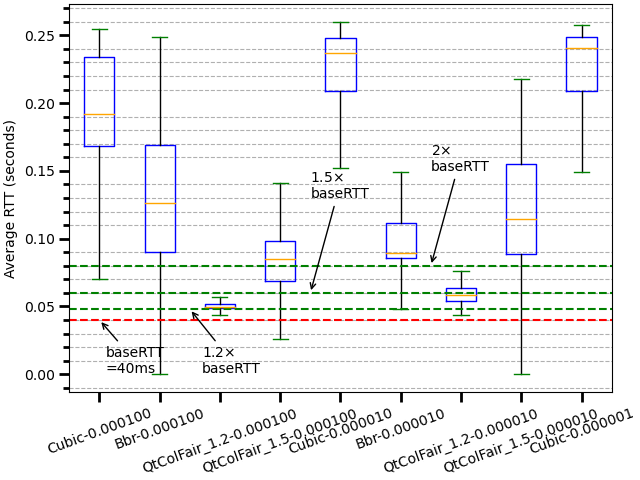 Average RTT (seconds)
0.25
0.20
0.15
0.10
0.05
0.00
1.5×
baseRTT
2×
baseRTT
baseRTT
=40ms
1.2×
baseRTT
Cubic-0.000100
Bbr-0.000100
QtColFair_1.2-0.000100
QtColFair_1.5-0.000100
Cubic-0.000010
Bbr-0.000010
QtColFair_1.2-0.000010
QtColFair_1.5-0.000010
Cubic-0.000001